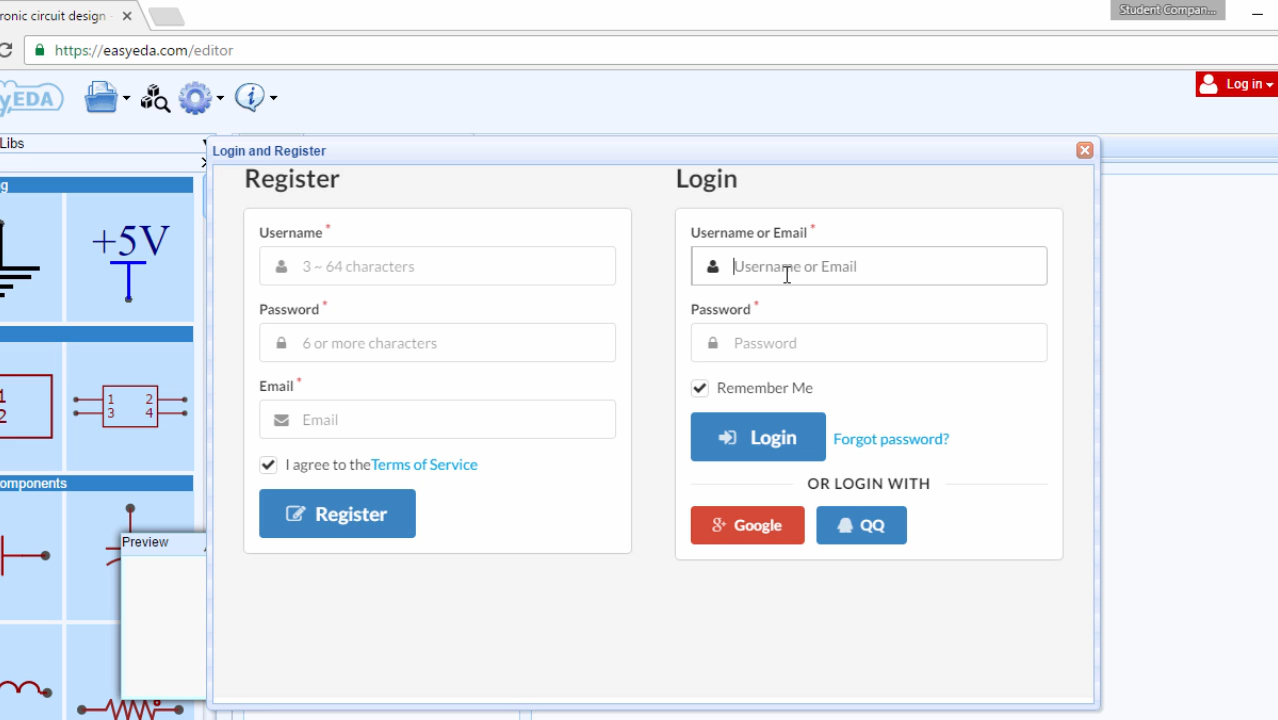 ronic circuit design
Student Compan...
https://easyeda.com/editor
yEDA
Log in
Libs
Login and Register
g
+5V
1
2
1 2
3 4
omponents
Preview
Register
Username *
3 ~ 64 characters
Password *
6 or more characters
Email *
Email
I agree to theTerms of Service
Register
Login
Username or Email *
Username or Email
Password *
Password
Remember Me
Login Forgot password?
OR LOGIN WITH
g+ Google QQ